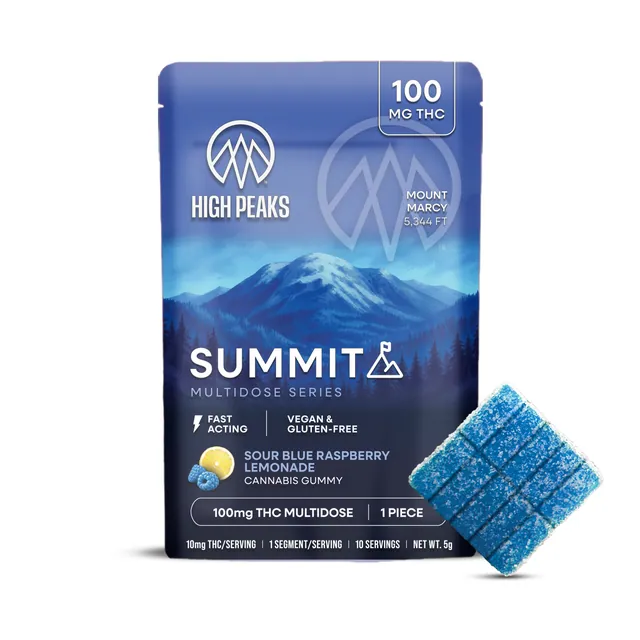 100
MG THC
HIGH PEAKS
MOUNT
MARCY
5,344 FT
SUMMIT
MULTIDOSE SERIES
FAST
ACTING
VEGAN &
GLUTEN-FREE
SOUR BLUE RASPBERRY
LEMONADE
CANNABIS GUMMY
100mg THC MULTIDOSE | 1 PIECE
10mg THC/SERVING | 1 SEGMENT/SERVING | 10 SERVINGS | NET WT. 5g